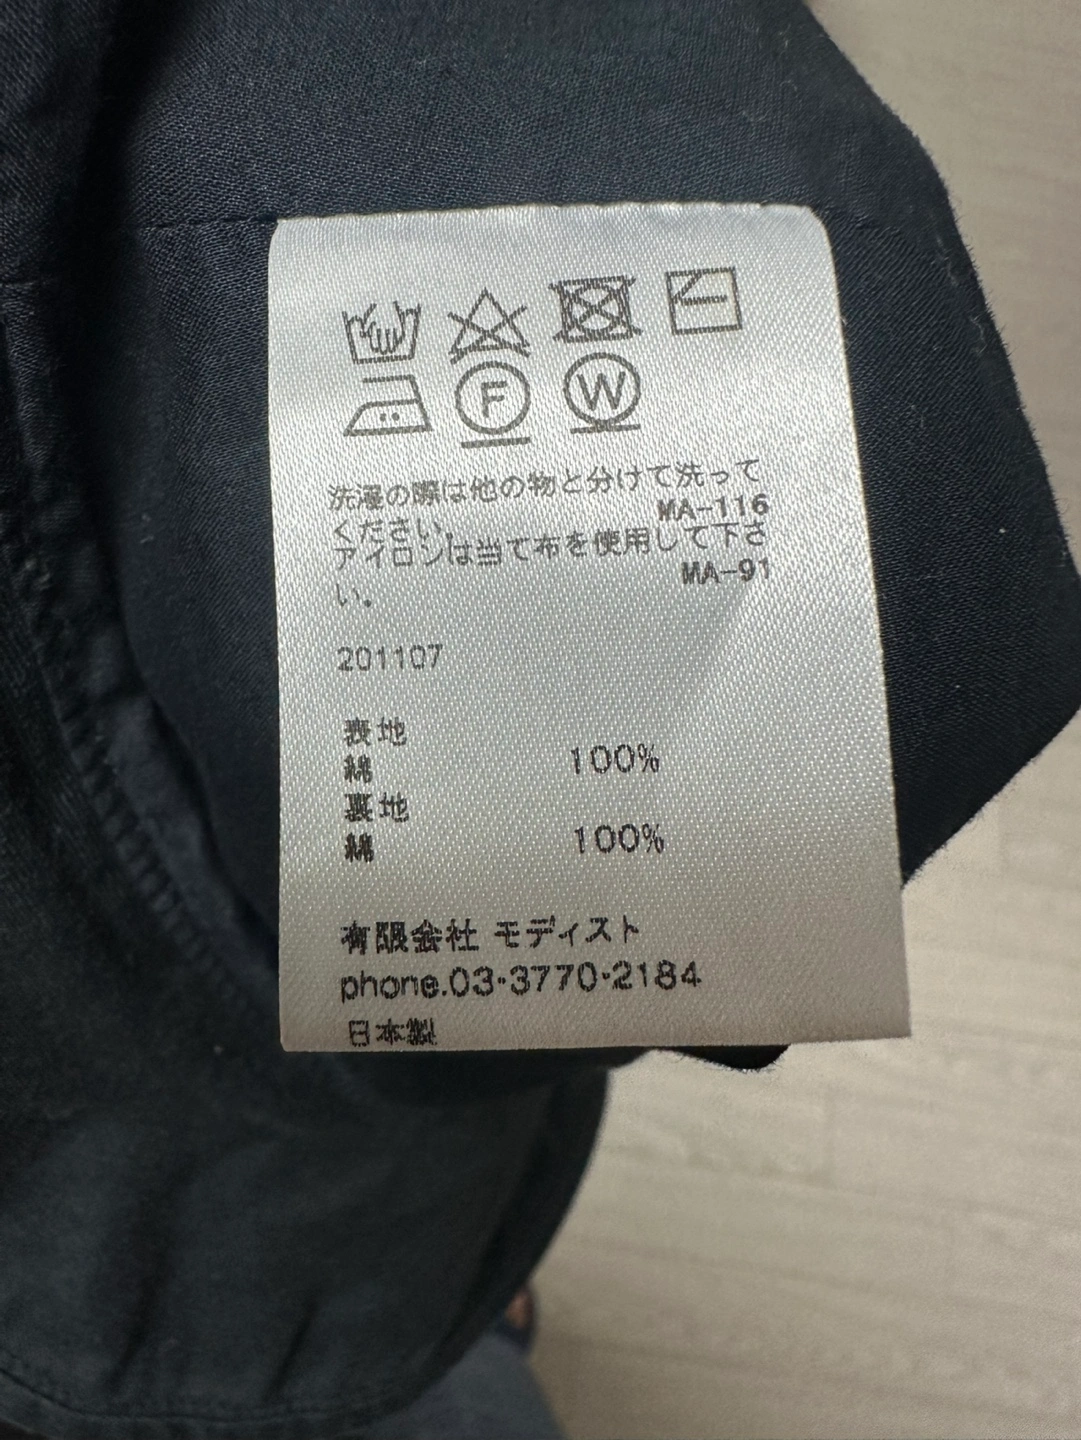 F W
洗濯の際は他の物と分けて洗って
ください。
MA-116
アイロンは当て布を使用して下さ
い。
MA-91
201107
表地
綿 100%
裏地
綿 100%
有限会社 モディスト
phone.03-3770-2184
日本製